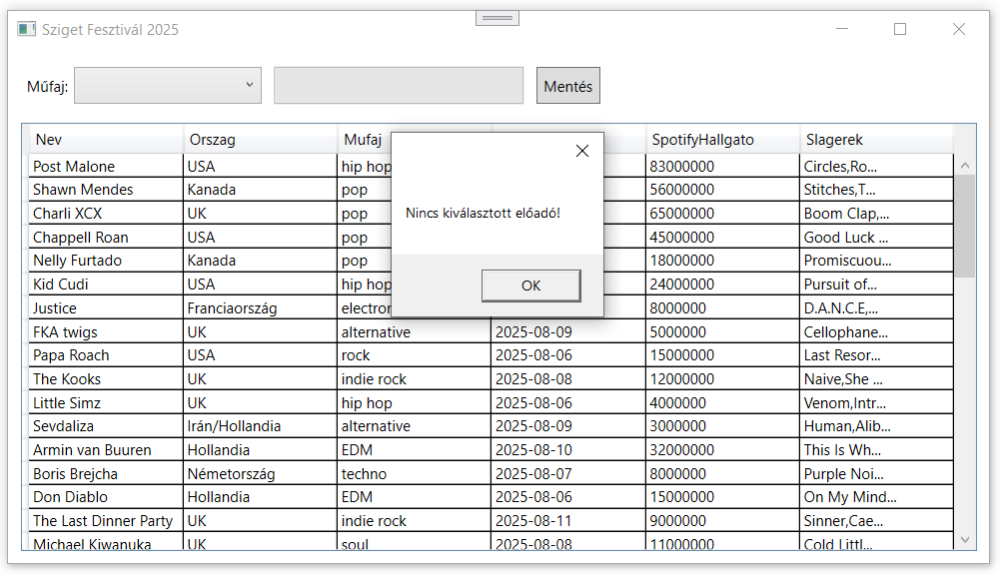 Sziget Fesztivál 2025
Műfaj: Mentés
Nev Orszag Mufaj SpotifyHallgato Slagerek
Post Malone USA hip hop 83000000 Circles,Ro...
Shawn Mendes Kanada pop 56000000 Stitches,T...
Charli XCX UK pop 65000000 Boom Clap,...
Nincs kiválasztott előadó!
Chappell Roan USA pop 45000000 Good Luck ...
Nelly Furtado Kanada pop 18000000 Promiscuou...
Kid Cudi USA hip hop 24000000 Pursuit of...
OK
Justice Franciaország electron 8000000 D.A.N.C.E,...
FKA twigs UK alternative 2025-08-09 5000000 Cellophane...
Papa Roach USA rock 2025-08-06 15000000 Last Resor...
The Kooks UK indie rock 2025-08-08 12000000 Naive,She ...
Little Simz UK hip hop 2025-08-06 4000000 Venom,Intr...
Sevdaliza Irán/Hollandia alternative 2025-08-09 3000000 Human,Alib...
Armin van Buuren Hollandia EDM 2025-08-10 32000000 This Is Wh...
Boris Brejcha Németország techno 2025-08-07 8000000 Purple Noi...
Don Diablo Hollandia EDM 2025-08-06 15000000 On My Mind...
The Last Dinner Party UK indie rock 2025-08-11 9000000 Sinner,Cae...
Michael Kiwanuka UK soul 2025-08-08 11000000 Cold Littl...